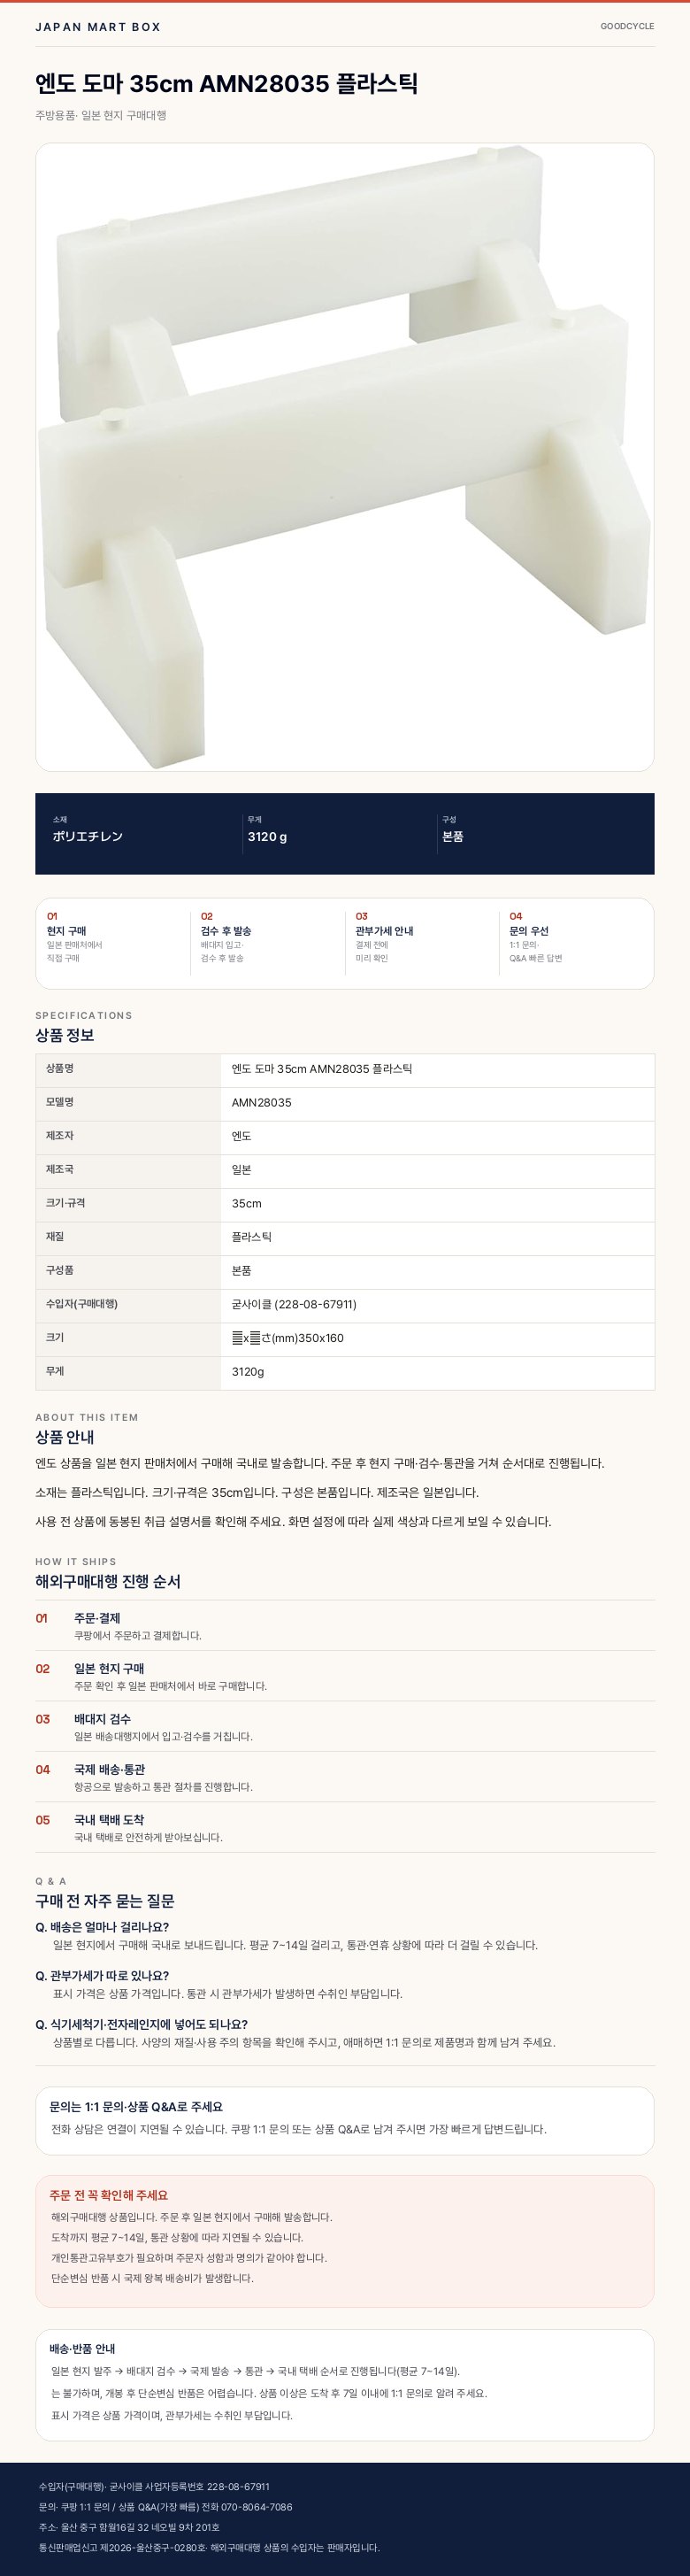 JAPAN MART BOX
GOODCYCLE
엔도 도마 35cm AMN28035 플라스틱
주방용품· 일본 현지 구매대행
소재
ポリエチレン
무게
3120 g
구성
본품
01
현지 구매
일본 판매처에서
직접 구매
02
검수 후 발송
배대지 입고·
검수 후 발송
03
관부가세 안내
결제 전에
미리 확인
04
문의 우선
1:1 문의·
Q&A 빠른 답변
SPECIFICATIONS
상품 정보
상품명 엔도 도마 35cm AMN28035 플라스틱
모델명 AMN28035
제조자 엔도
제조국 일본
크기·규격 35cm
재질 플라스틱
구성품 본품
수입자(구매대행) 굳사이클 (228-08-67911)
크기 x さ(mm)350x160
무게 3120g
ABOUT THIS ITEM
상품 안내
엔도 상품을 일본 현지 판매처에서 구매해 국내로 발송합니다. 주문 후 현지 구매·검수·통관을 거쳐 순서대로 진행됩니다.
소재는 플라스틱입니다. 크기·규격은 35cm입니다. 구성은 본품입니다. 제조국은 일본입니다.
사용 전 상품에 동봉된 취급 설명서를 확인해 주세요. 화면 설정에 따라 실제 색상과 다르게 보일 수 있습니다.
HOW IT SHIPS
해외구매대행 진행 순서
01 주문·결제
쿠팡에서 주문하고 결제합니다.
02 일본 현지 구매
주문 확인 후 일본 판매처에서 바로 구매합니다.
03 배대지 검수
일본 배송대행지에서 입고·검수를 거칩니다.
04 국제 배송·통관
항공으로 발송하고 통관 절차를 진행합니다.
05 국내 택배 도착
국내 택배로 안전하게 받아보십니다.
Q & A
구매 전 자주 묻는 질문
Q. 배송은 얼마나 걸리나요?
일본 현지에서 구매해 국내로 보내드립니다. 평균 7~14일 걸리고, 통관·연휴 상황에 따라 더 걸릴 수 있습니다.
Q. 관부가세가 따로 있나요?
표시 가격은 상품 가격입니다. 통관 시 관부가세가 발생하면 수취인 부담입니다.
Q. 식기세척기·전자레인지에 넣어도 되나요?
상품별로 다릅니다. 사양의 재질·사용 주의 항목을 확인해 주시고, 애매하면 1:1 문의로 제품명과 함께 남겨 주세요.
문의는 1:1 문의·상품 Q&A로 주세요
전화 상담은 연결이 지연될 수 있습니다. 쿠팡 1:1 문의 또는 상품 Q&A로 남겨 주시면 가장 빠르게 답변드립니다.
주문 전 꼭 확인해 주세요
해외구매대행 상품입니다. 주문 후 일본 현지에서 구매해 발송합니다.
도착까지 평균 7~14일, 통관 상황에 따라 지연될 수 있습니다.
개인통관고유부호가 필요하며 주문자 성함과 명의가 같아야 합니다.
단순변심 반품 시 국제 왕복 배송비가 발생합니다.
배송·반품 안내
일본 현지 발주 → 배대지 검수 → 국제 발송 → 통관 → 국내 택배 순서로 진행됩니다(평균 7~14일).
는 불가하며, 개봉 후 단순변심 반품은 어렵습니다. 상품 이상은 도착 후 7일 이내에 1:1 문의로 알려 주세요.
표시 가격은 상품 가격이며, 관부가세는 수취인 부담입니다.
수입자(구매대행)· 굳사이클 사업자등록번호 228-08-67911
문의· 쿠팡 1:1 문의 / 상품 Q&A(가장 빠름) 전화 070-8064-7086
주소· 울산 중구 함월16길 32 네오빌 9차 201호
통신판매업신고 제2026-울산중구-0280호· 해외구매대행 상품의 수입자는 판매자입니다.